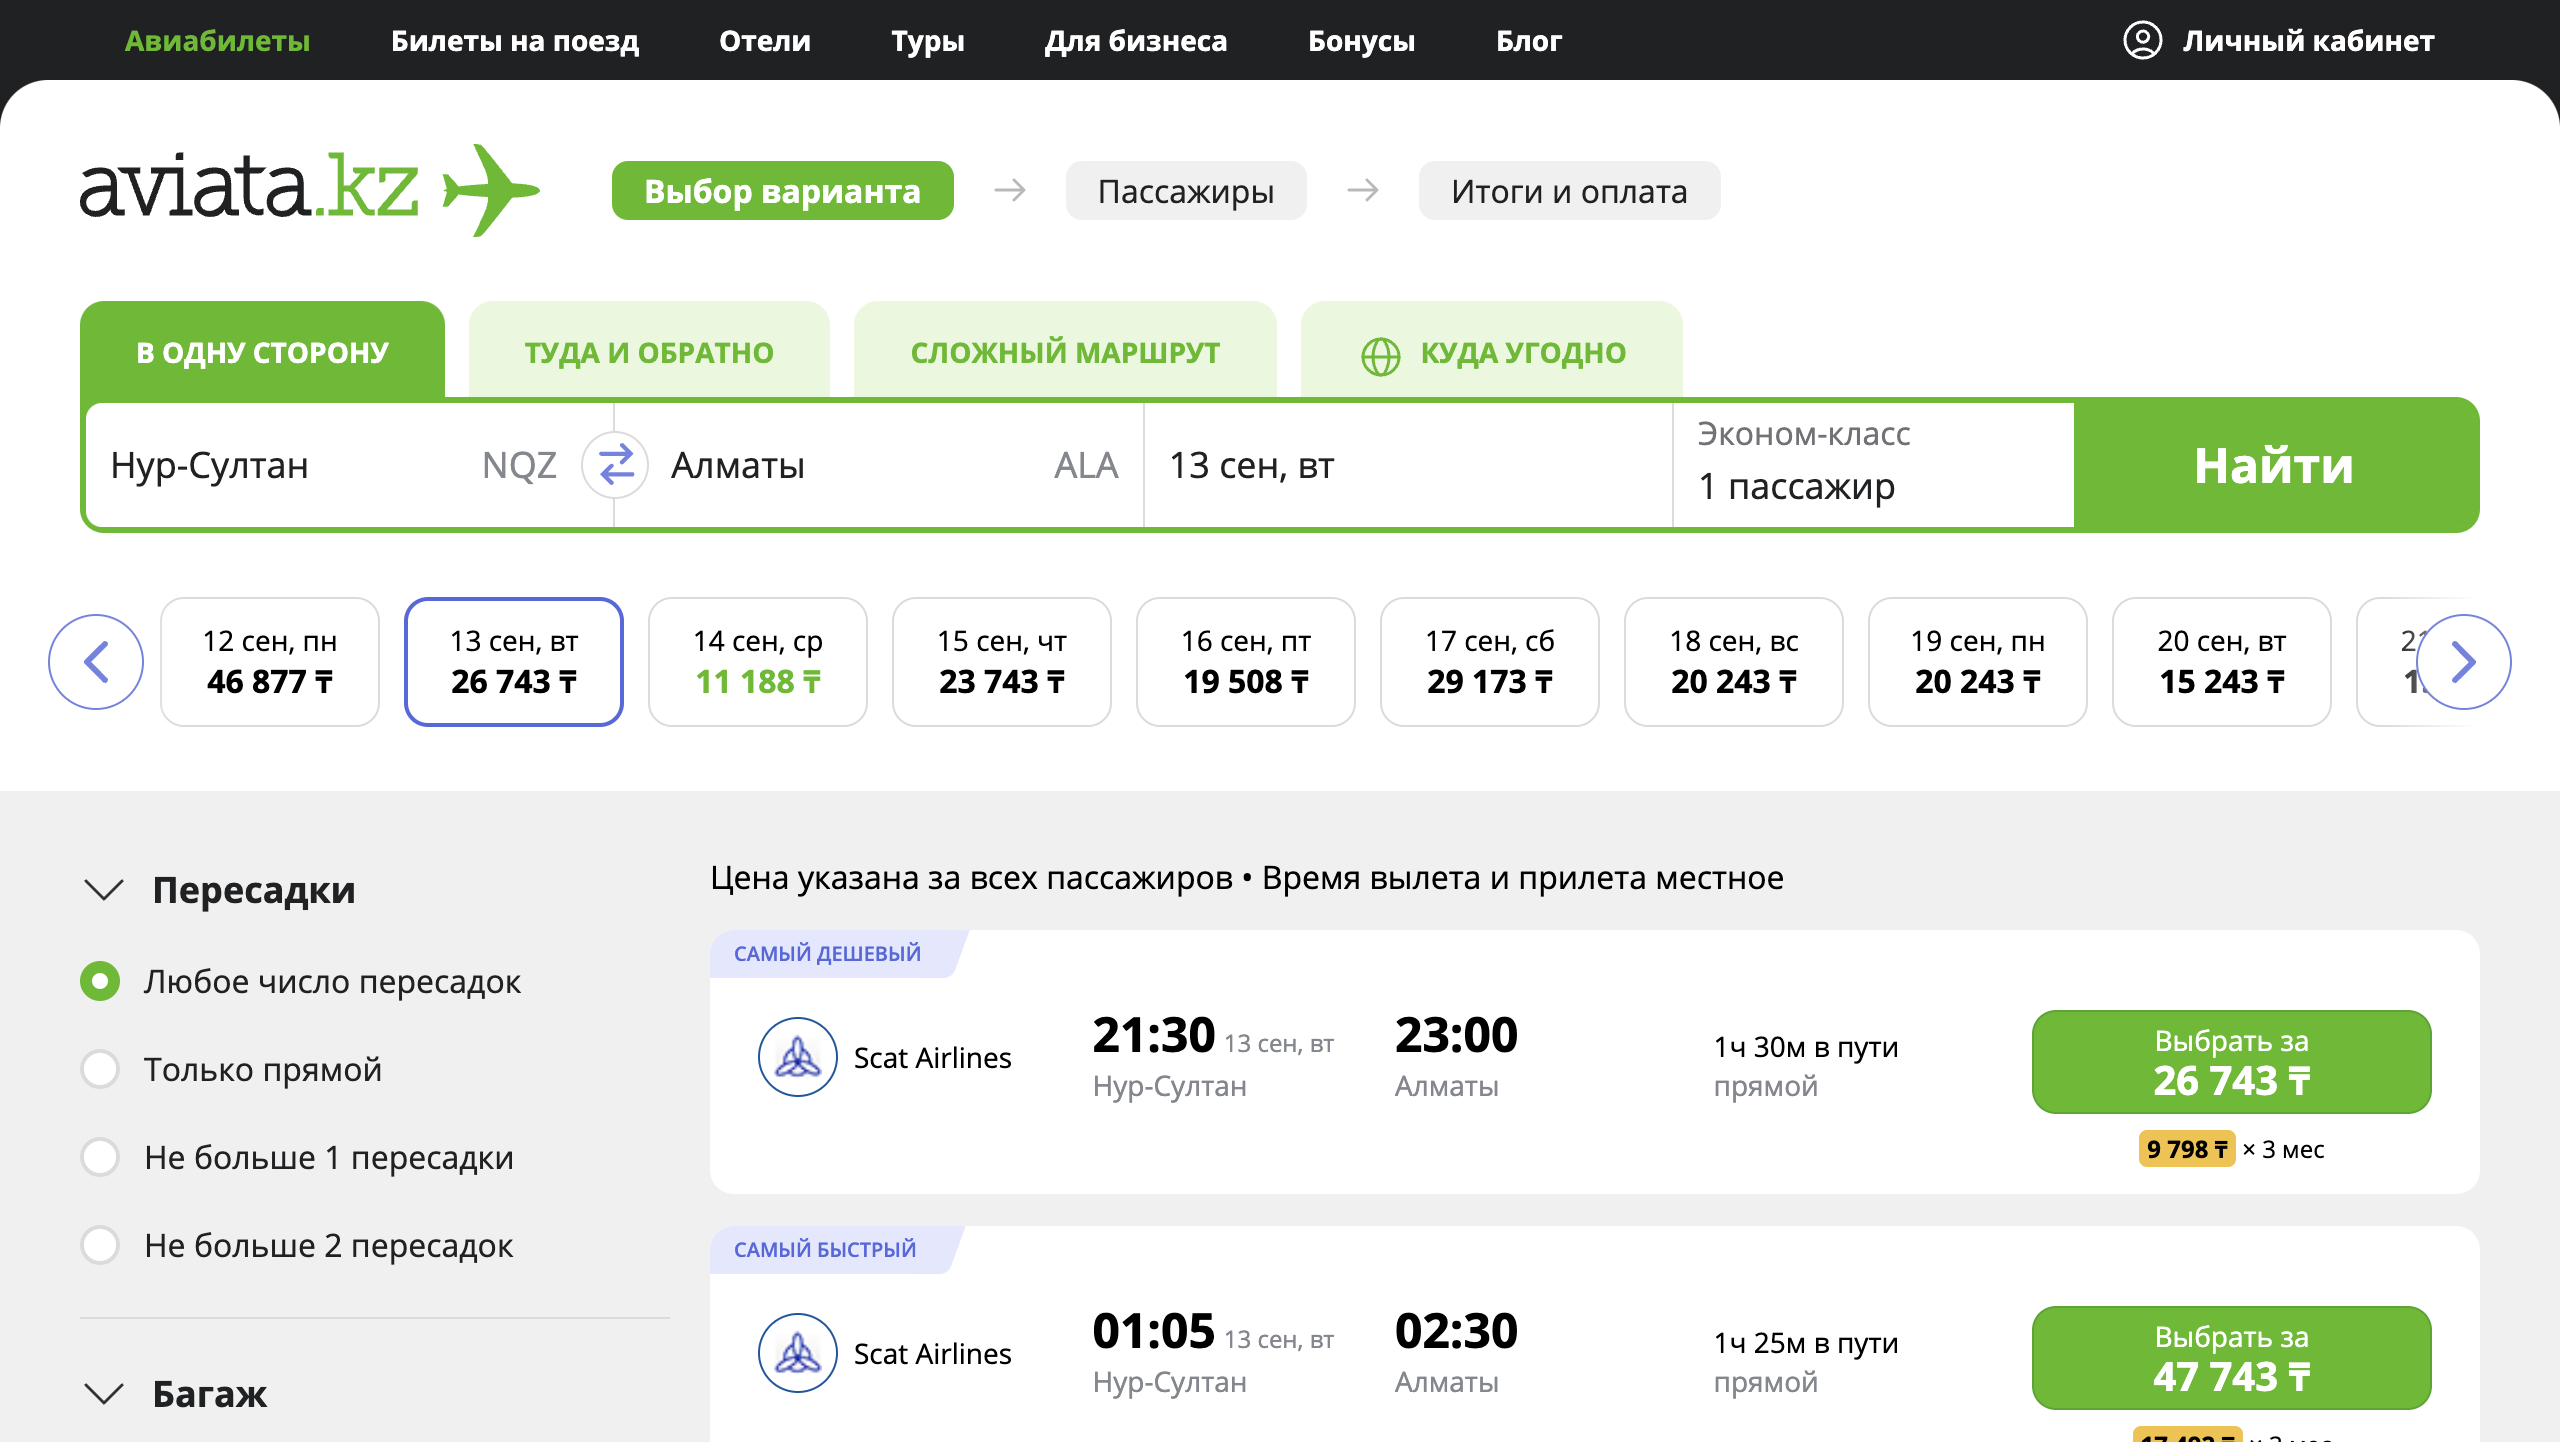 Авиабилеты Билеты на поезд Отели Туры Для бизнеса Бонусы Блог Личный кабинет
aviata.kz Выбор варианта Пассажиры Итоги и оплата
В ОДНУ СТОРОНУ ТУДА И ОБРАТНО СЛОЖНЫЙ МАРШРУТ КУДА УГОДНО
Нур-Султан NQZ Алматы ALA 13 сен, вт
Эконом-класс
1 пассажир
Найти
12 сен, пн
46 877 ₸
13 сен, вт
26 743 ₸
14 сен, ср
11 188 ₸
15 сен, чт
23 743 ₸
16 сен, пт
19 508 ₸
17 сен, сб
29 173 ₸
18 сен, вс
20 243 ₸
19 сен, пн
20 243 ₸
20 сен, вт
15 243 ₸
Пересадки
Любое число пересадок
Только прямой
Не больше 1 пересадки
Не больше 2 пересадок
Багаж
Цена указана за всех пассажиров • Время вылета и прилета местное
САМЫЙ ДЕШЕВЫЙ
Scat Airlines
21:30 13 сен, вт
Нур-Султан
23:00
Алматы
1ч 30м в пути
прямой
Выбрать за
26 743 ₸
9 798 ₸ × 3 мес
САМЫЙ БЫСТРЫЙ
Scat Airlines
01:05 13 сен, вт
Нур-Султан
02:30
Алматы
1ч 25м в пути
прямой
Выбрать за
47 743 ₸